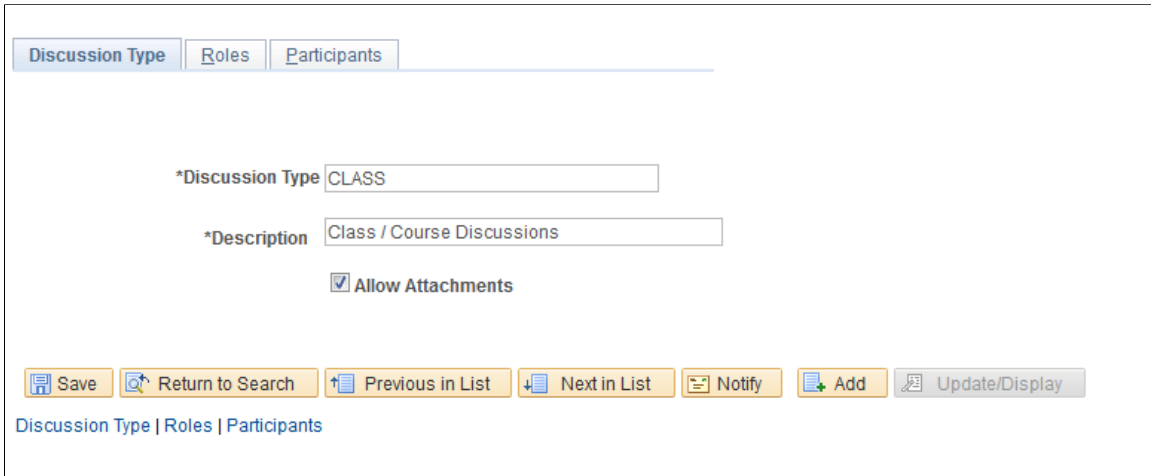 Discussion Type Roles Participants
*Discussion Type CLASS
*Description Class / Course Discussions
Allow Attachments
Save Return to Search Previous in List Next in List Notify Add Update/Display
Discussion Type | Roles | Participants